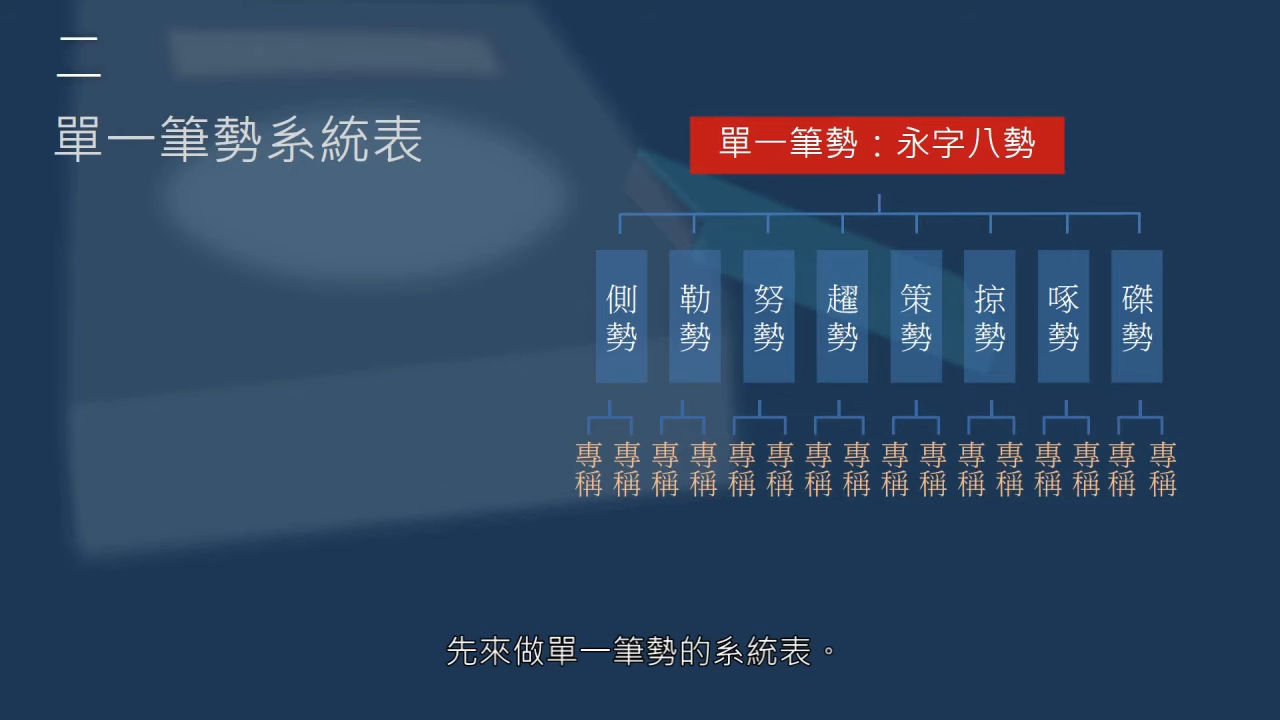 二
單一筆勢系統表
單一筆勢：永字八勢
側勢 勒勢 努勢 趯勢 策勢 掠勢 啄勢 磔勢
專稱 專稱 專稱 專稱 專稱 專稱 專稱 專稱 專稱 專稱 專稱 專稱 專稱 專稱 專稱 專稱
先來做單一筆勢的系統表。